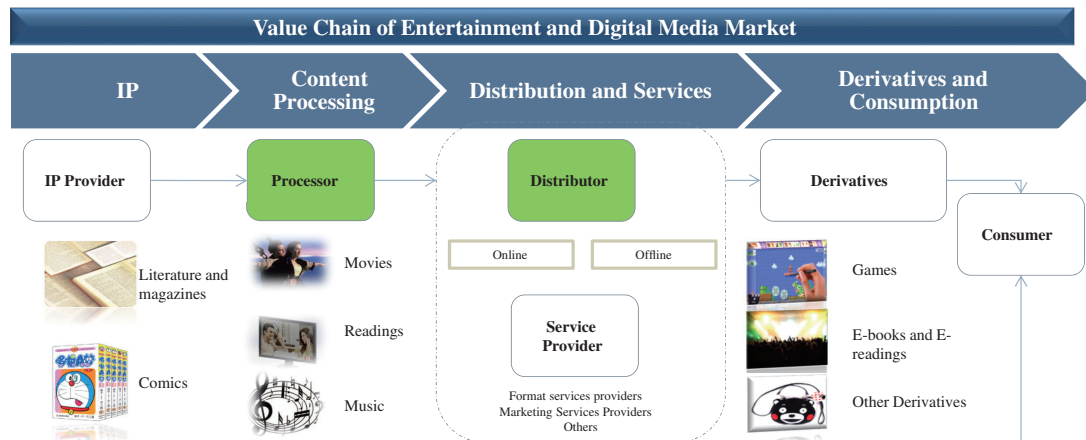 Value Chain of Entertainment and Digital Media Market
IP
Content
Processing
Distribution and Services
Derivatives and
Consumption
IP Provider
Processor
Distributor
Derivatives
Consumer
Online
Offline
Literature and
magazines
Movies
Games
Readings
Service
Provider
E-books and E-
readings
Comics
Music
Format services providers
Marketing Services Providers
Others
Other Derivatives